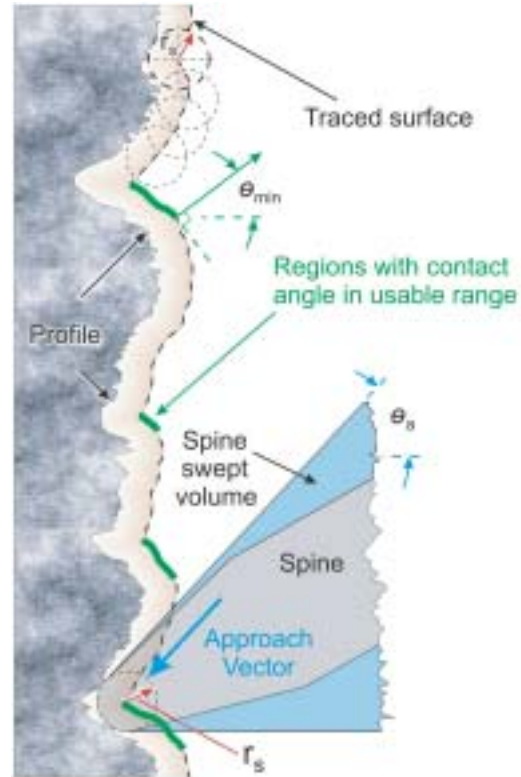 rs
Traced surface
θmin
Regions with contact
angle in usable range
Profile
θa
Spine
swept
volume
Spine
Approach
Vector
rs